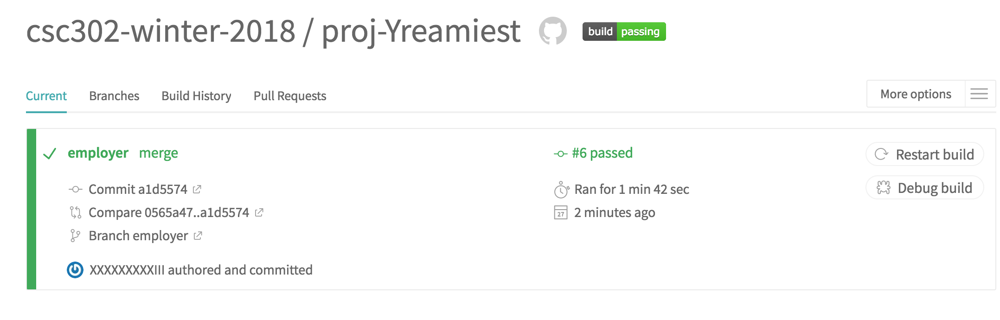 csc302-winter-2018 / proj-Yreamiest build passing
Current Branches Build History Pull Requests More options
employer merge #6 passed Restart build
Commit a1d5574 Ran for 1 min 42 sec Debug build
Compare 0565a47..a1d5574 27 2 minutes ago
Branch employer
XXXXXXXXXIII authored and committed